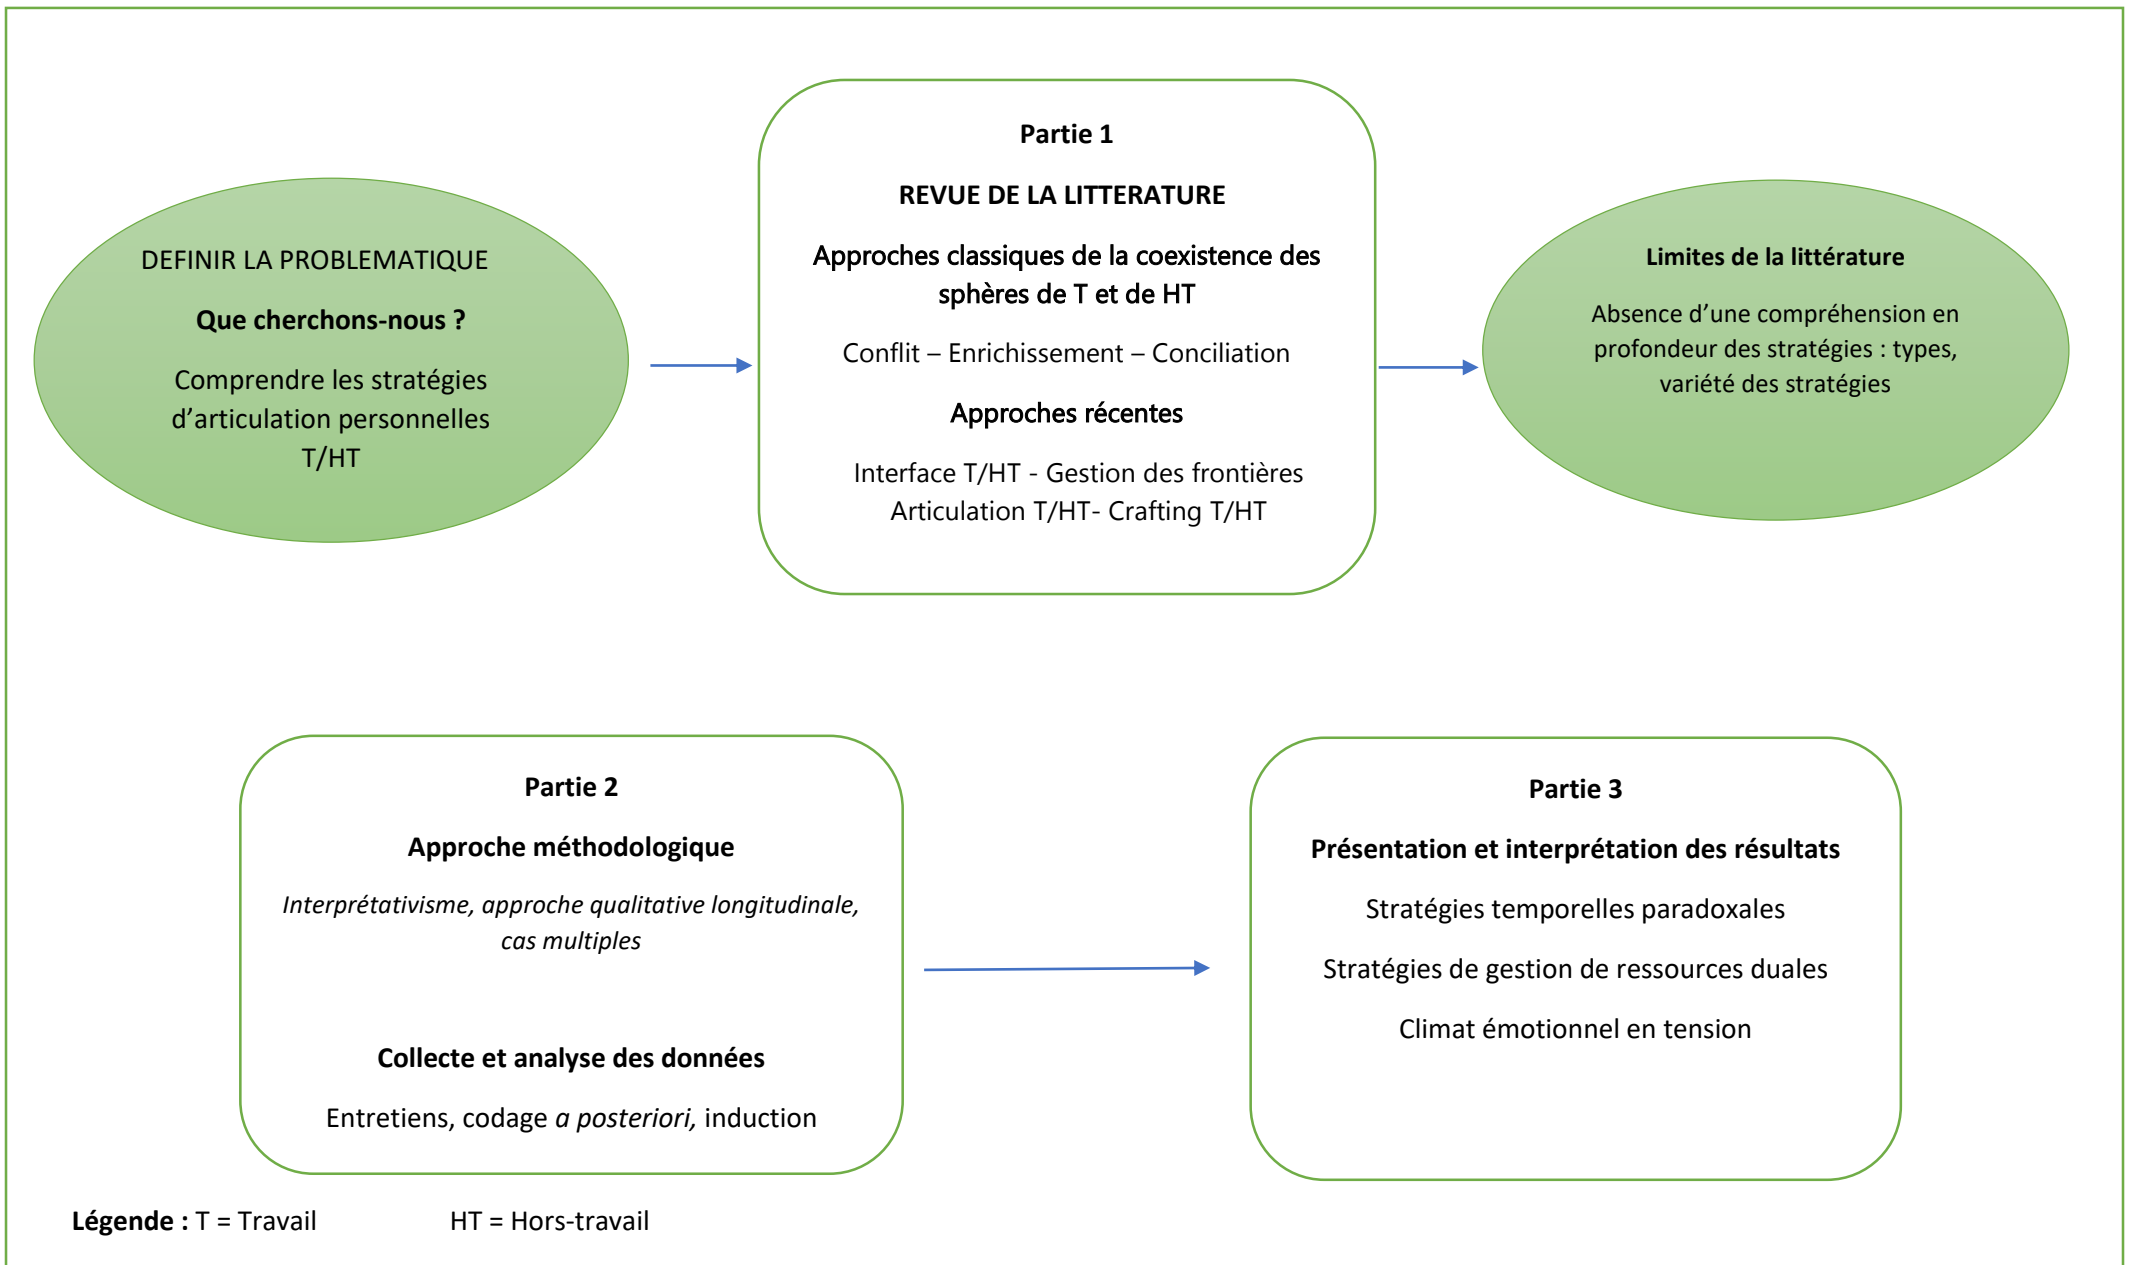 DEFINIR LA PROBLEMATIQUE
Que cherchons-nous ?
Comprendre les stratégies
d’articulation personnelles
T/HT
Partie 1
REVUE DE LA LITTERATURE
Approches classiques de la coexistence des
sphères de T et de HT
Conflit – Enrichissement – Conciliation
Approches récentes
Interface T/HT - Gestion des frontières
Articulation T/HT- Crafting T/HT
Limites de la littérature
Absence d’une compréhension en
profondeur des stratégies : types,
variété des stratégies
Partie 2
Approche méthodologique
Interprétativisme, approche qualitative longitudinale,
cas multiples
Collecte et analyse des données
Entretiens, codage a posteriori, induction
Partie 3
Présentation et interprétation des résultats
Stratégies temporelles paradoxales
Stratégies de gestion de ressources duales
Climat émotionnel en tension
Légende : T = Travail HT = Hors-travail